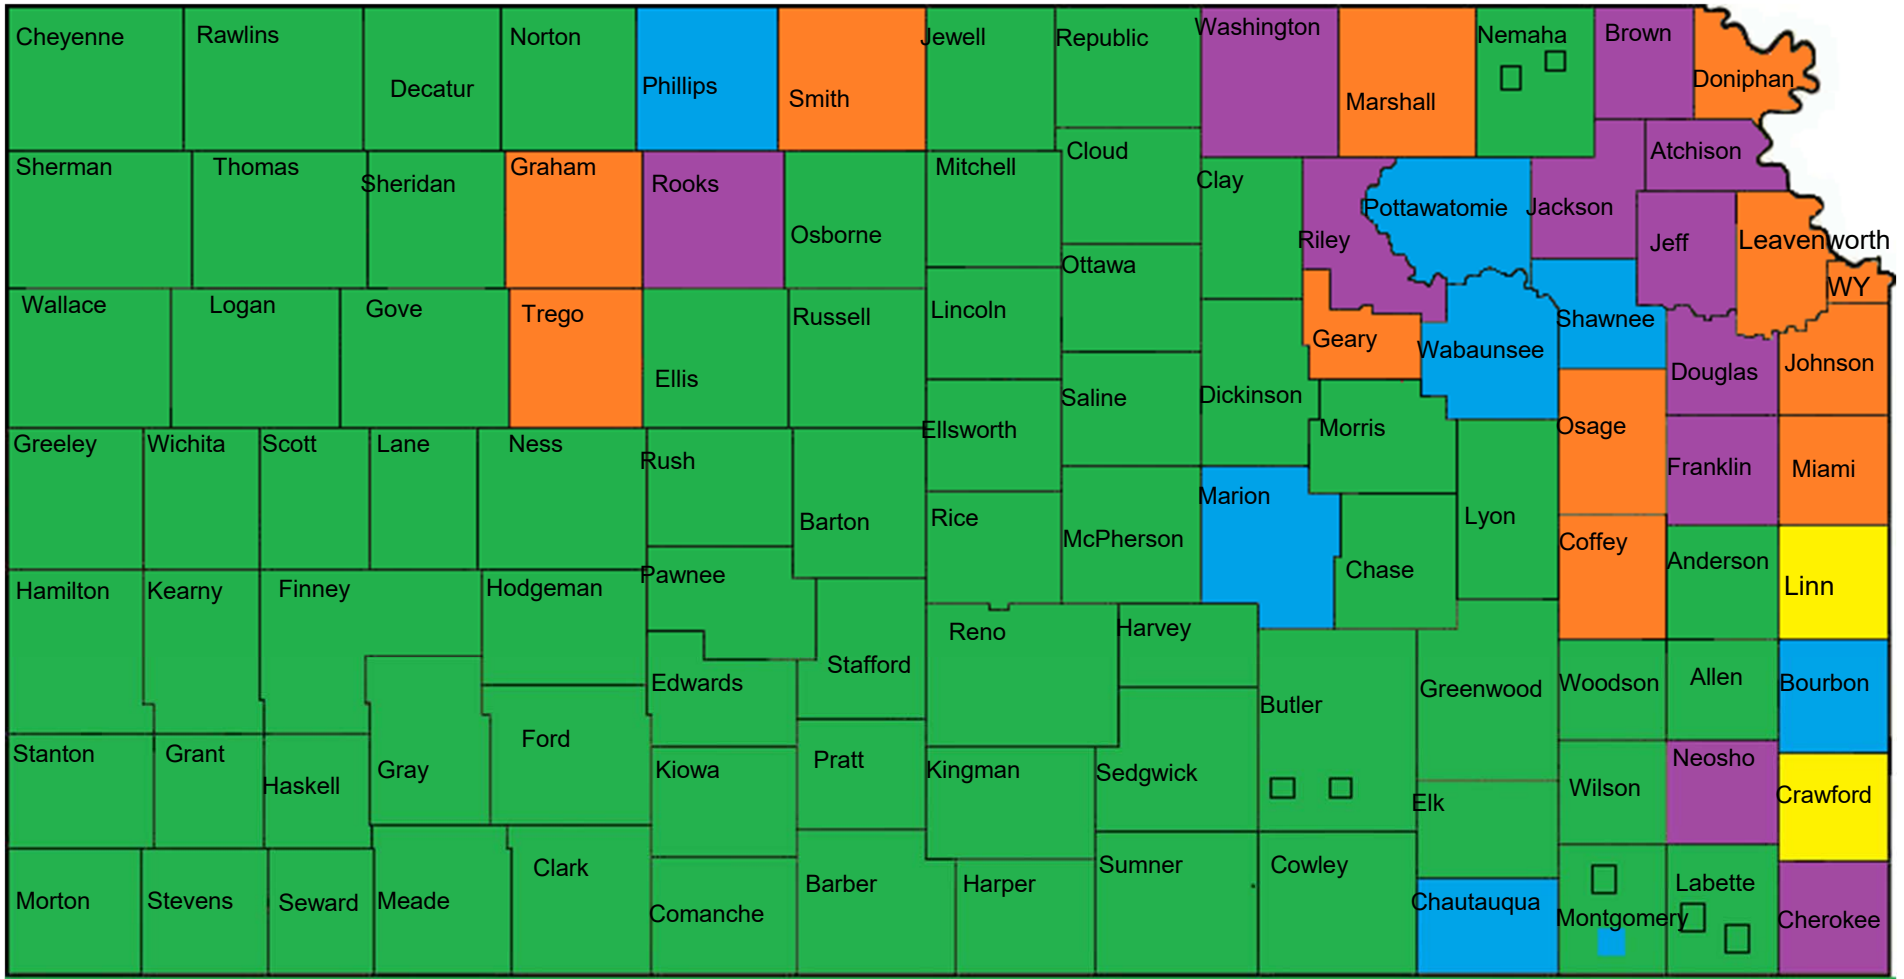 Cheyenne
Rawlins
Decatur
Norton
Phillips
Smith
Jewell
Republic
Washington
Marshall
Nemaha
Brown
Doniphan
Sherman
Thomas
Sheridan
Graham
Rooks
Osborne
Mitchell
Cloud
Clay
Riley
Pottawatomie
Jackson
Atchison
Jeff
Leavenworth
WY
Wallace
Logan
Gove
Trego
Ellis
Russell
Lincoln
Ottawa
Saline
Dickinson
Geary
Wabaunsee
Shawnee
Douglas
Johnson
Greeley
Wichita
Scott
Lane
Ness
Rush
Barton
Ellsworth
Rice
McPherson
Marion
Morris
Chase
Lyon
Osage
Coffey
Franklin
Miami
Anderson
Linn
Hamilton
Kearny
Finney
Hodgeman
Pawnee
Edwards
Stafford
Reno
Harvey
Butler
Greenwood
Woodson
Allen
Bourbon
Stanton
Grant
Haskell
Gray
Ford
Kiowa
Pratt
Kingman
Sedgwick
Elk
Wilson
Neosho
Crawford
Morton
Stevens
Seward
Meade
Clark
Comanche
Barber
Harper
Sumner
Cowley
Chautauqua
Montgomery
Labette
Cherokee